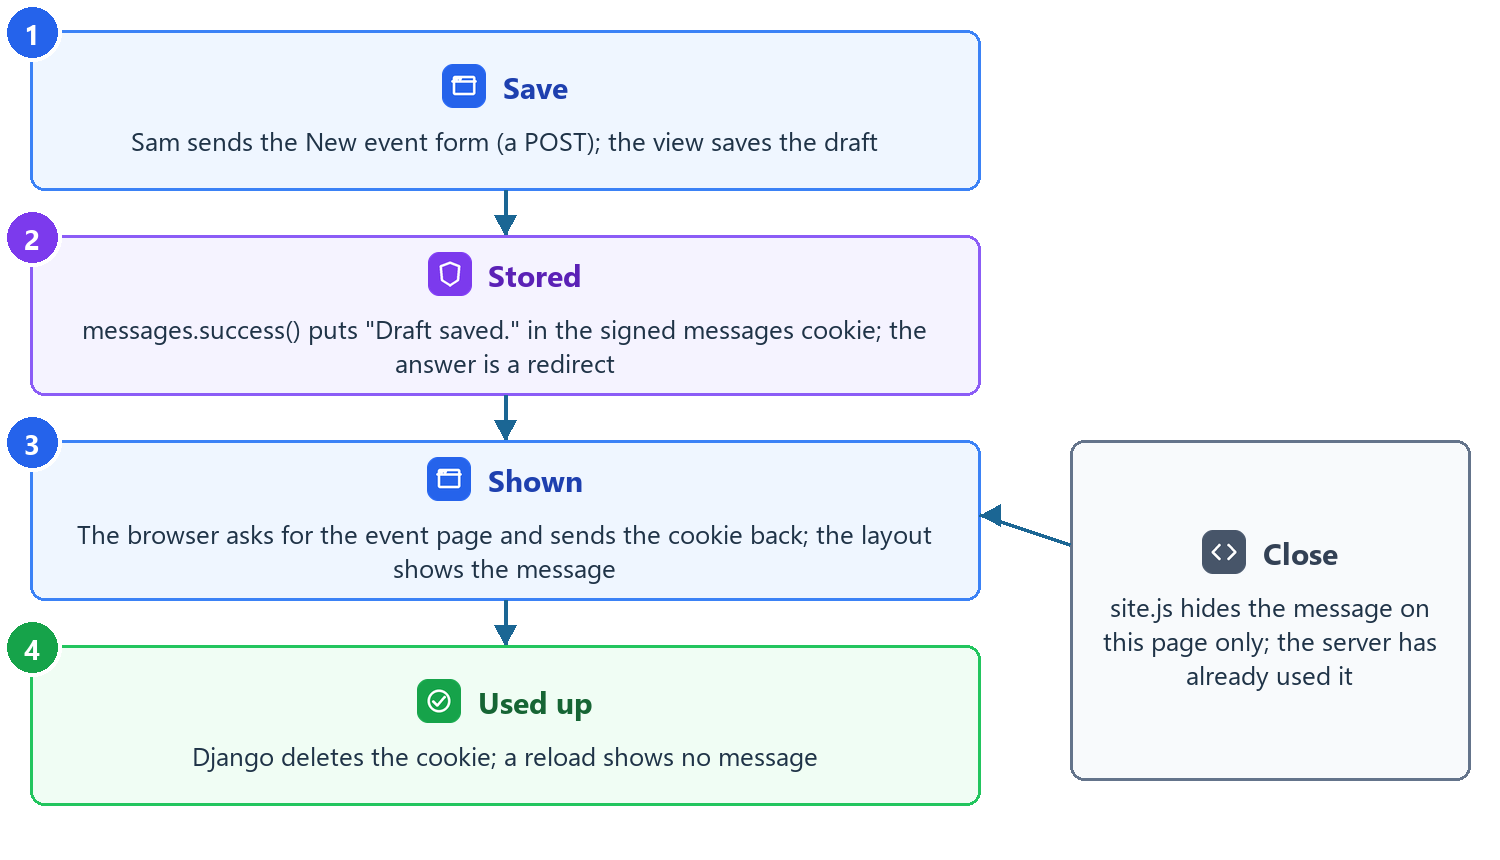 1
Save
Sam sends the New event form (a POST); the view saves the draft
2
Stored
messages.success() puts "Draft saved." in the signed messages cookie; the
answer is a redirect
3
Shown
The browser asks for the event page and sends the cookie back; the layout
shows the message
Close
site.js hides the message on
this page only; the server has
already used it
4
Used up
Django deletes the cookie; a reload shows no message